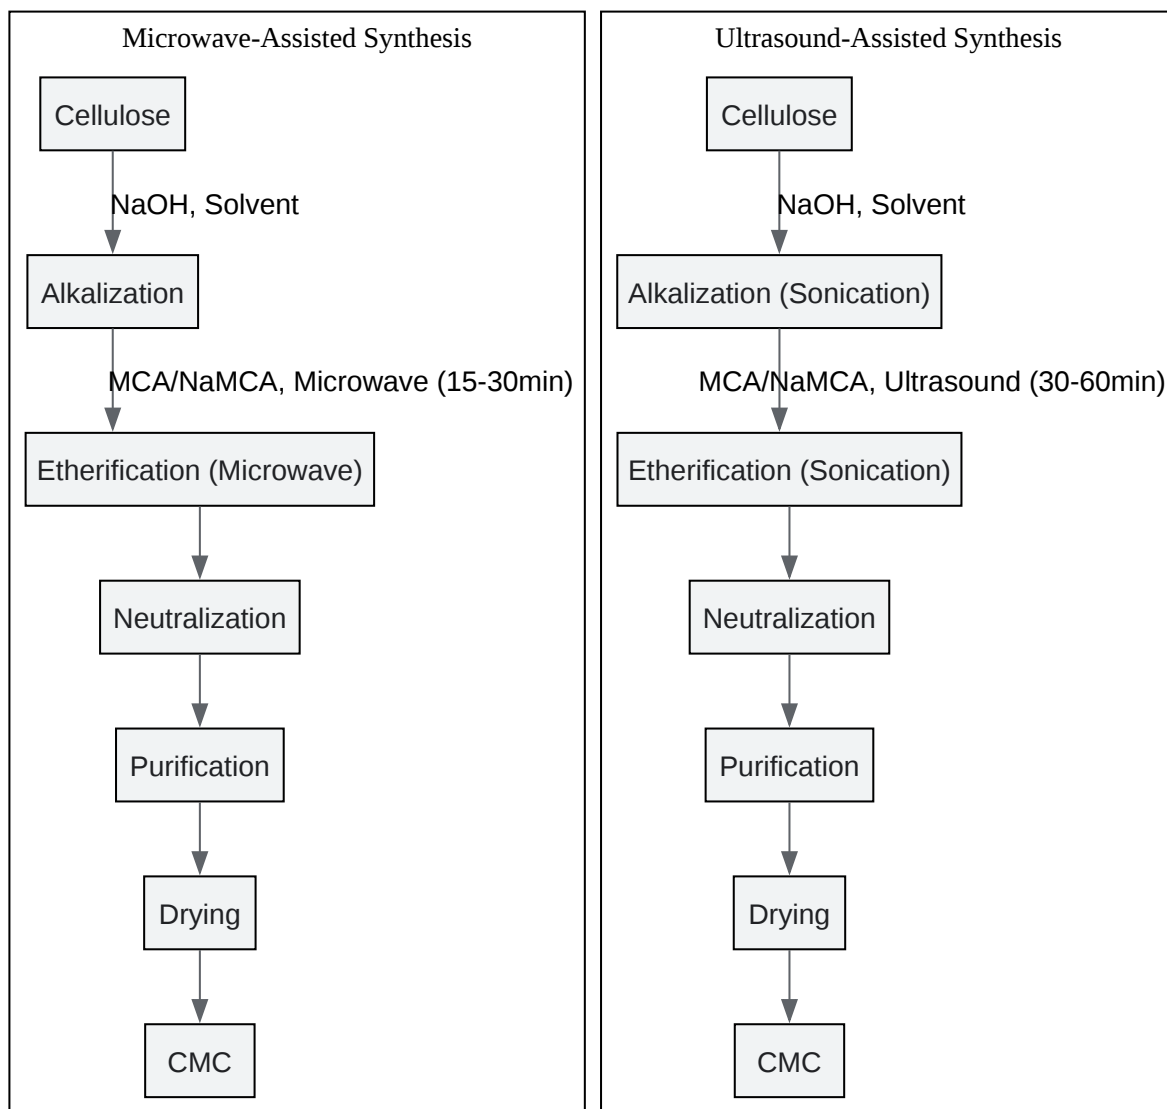 Microwave-Assisted Synthesis
Cellulose
NaOH, Solvent
Alkalization
MCA/NaMCA, Microwave (15-30min)
Etherification (Microwave)
Neutralization
Purification
Drying
CMC
Ultrasound-Assisted Synthesis
Cellulose
NaOH, Solvent
Alkalization (Sonication)
MCA/NaMCA, Ultrasound (30-60min)
Etherification (Sonication)
Neutralization
Purification
Drying
CMC